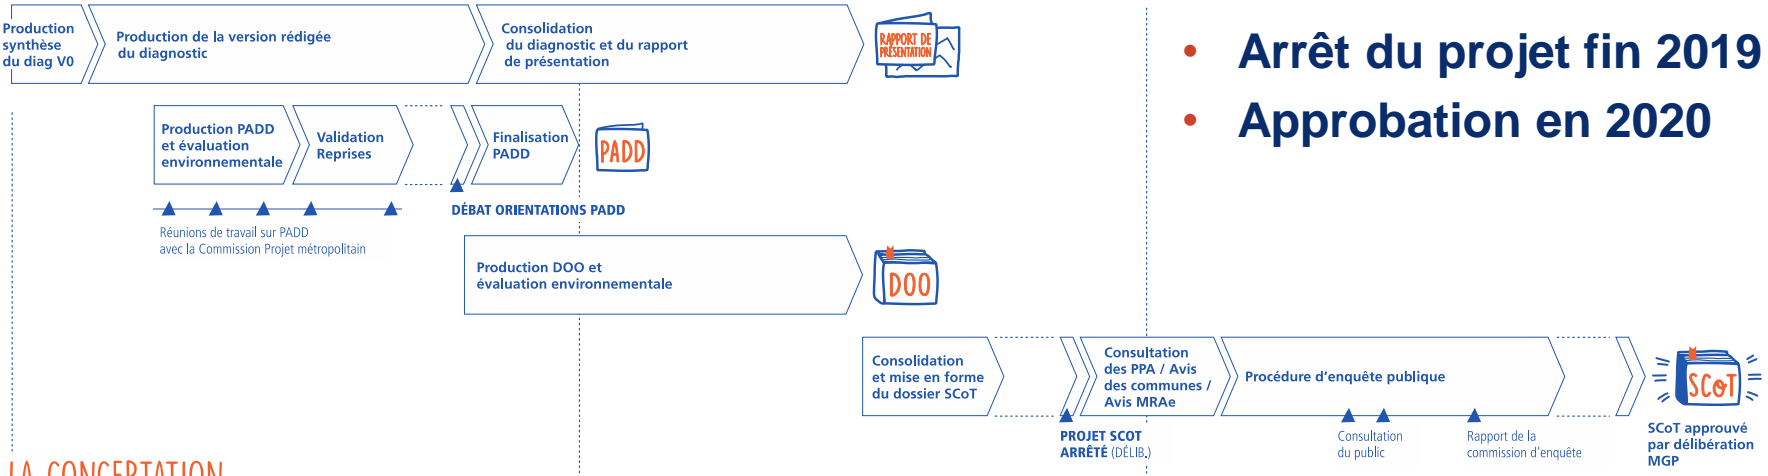 Production
synthèse
du diag V0
Production de la version rédigée
du diagnostic
Consolidation
du diagnostic et du rapport
de présentation
RAPPORT DE
PRÉSENTATION
• Arrêt du projet fin 2019
• Approbation en 2020
Production PADD
et évaluation
environnementale
Validation
Reprises
Finalisation
PADD
PADD
DÉBAT ORIENTATIONS PADD
Réunions de travail sur PADD
avec la Commission Projet métropolitain
Production DOO et
évaluation environnementale
DOO
Consolidation
et mise en forme
du dossier SCoT
Consultation
des PPA / Avis
des communes /
Avis MRAe
Procédure d'enquête publique
SCoT
PROJET SCOT
ARRÊTÉ (DÉLIB.)
Consultation
du public
Rapport de la
commission d'enquête
SCoT approuvé
par délibération
MGP
LA CONCERTATION